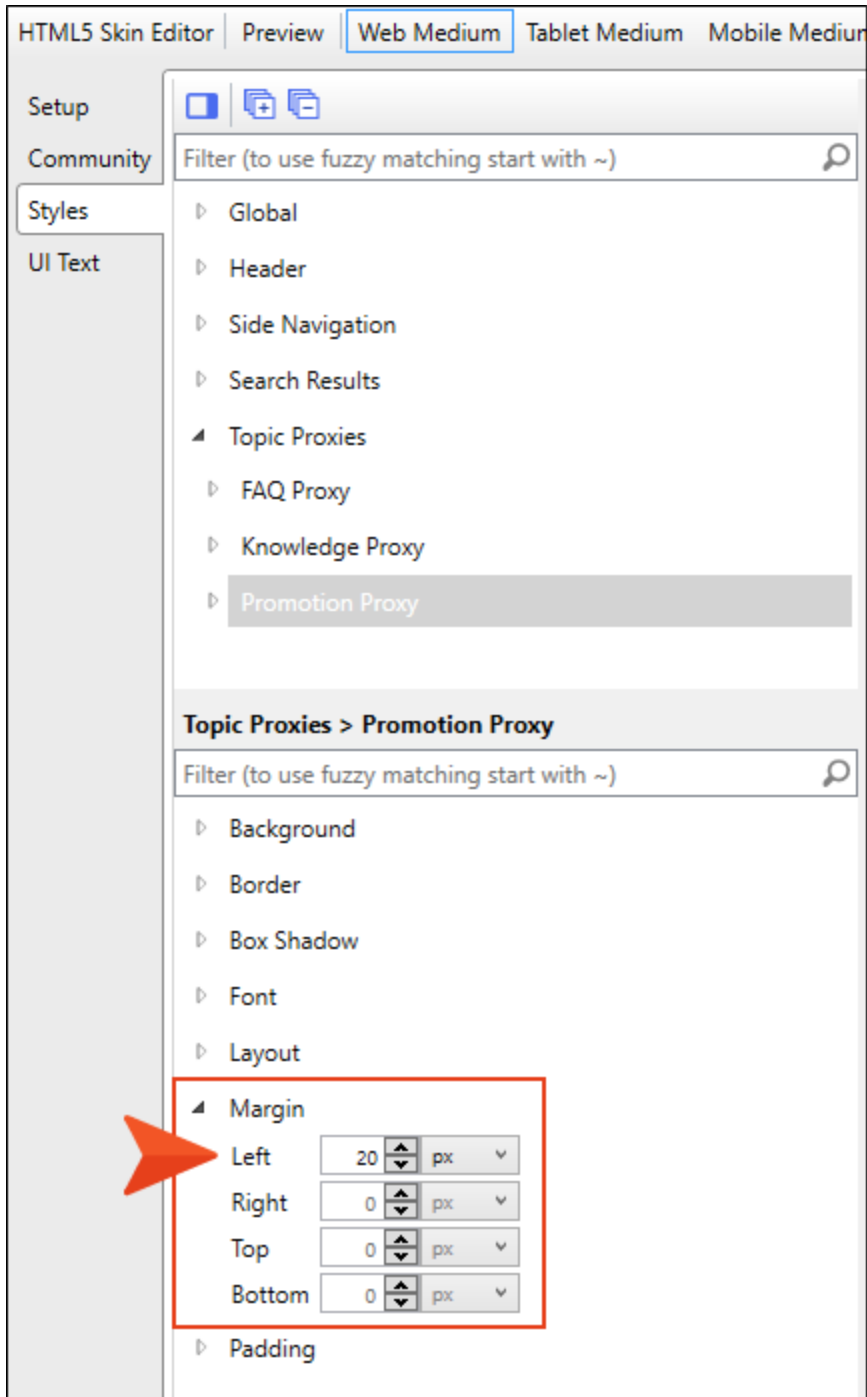 HTML5 Skin Editor Preview Web Medium Tablet Medium Mobile Medium
Setup
Community
Styles
UI Text
Filter (to use fuzzy matching start with ~)
Global
Header
Side Navigation
Search Results
Topic Proxies
FAQ Proxy
Knowledge Proxy
Promotion Proxy
Topic Proxies > Promotion Proxy
Filter (to use fuzzy matching start with ~)
Background
Border
Box Shadow
Font
Layout
Margin
Left 20 px
Right 0 px
Top 0 px
Bottom 0 px
Padding